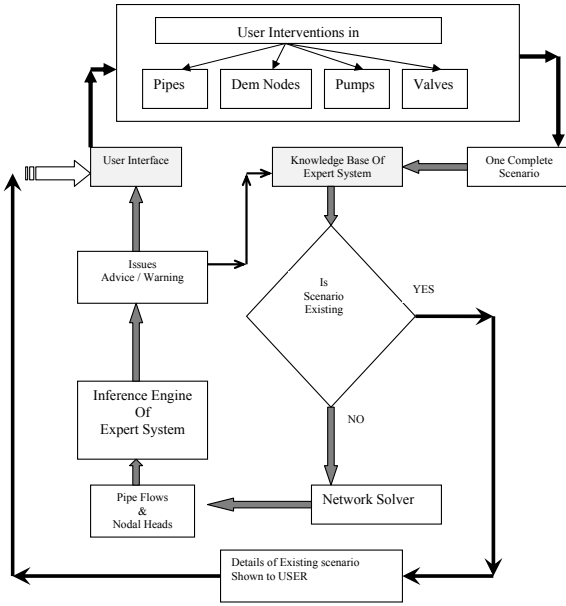 User Interventions in
Pipes
Dem Nodes
Pumps
Valves
User Interface
Knowledge Base Of
Expert System
One Complete
Scenario
Issues
Advice / Warning
Is
Scenario
Existing
YES
NO
Inference Engine
Of
Expert System
Pipe Flows
&
Nodal Heads
Network Solver
Details of Existing scenario
Shown to USER